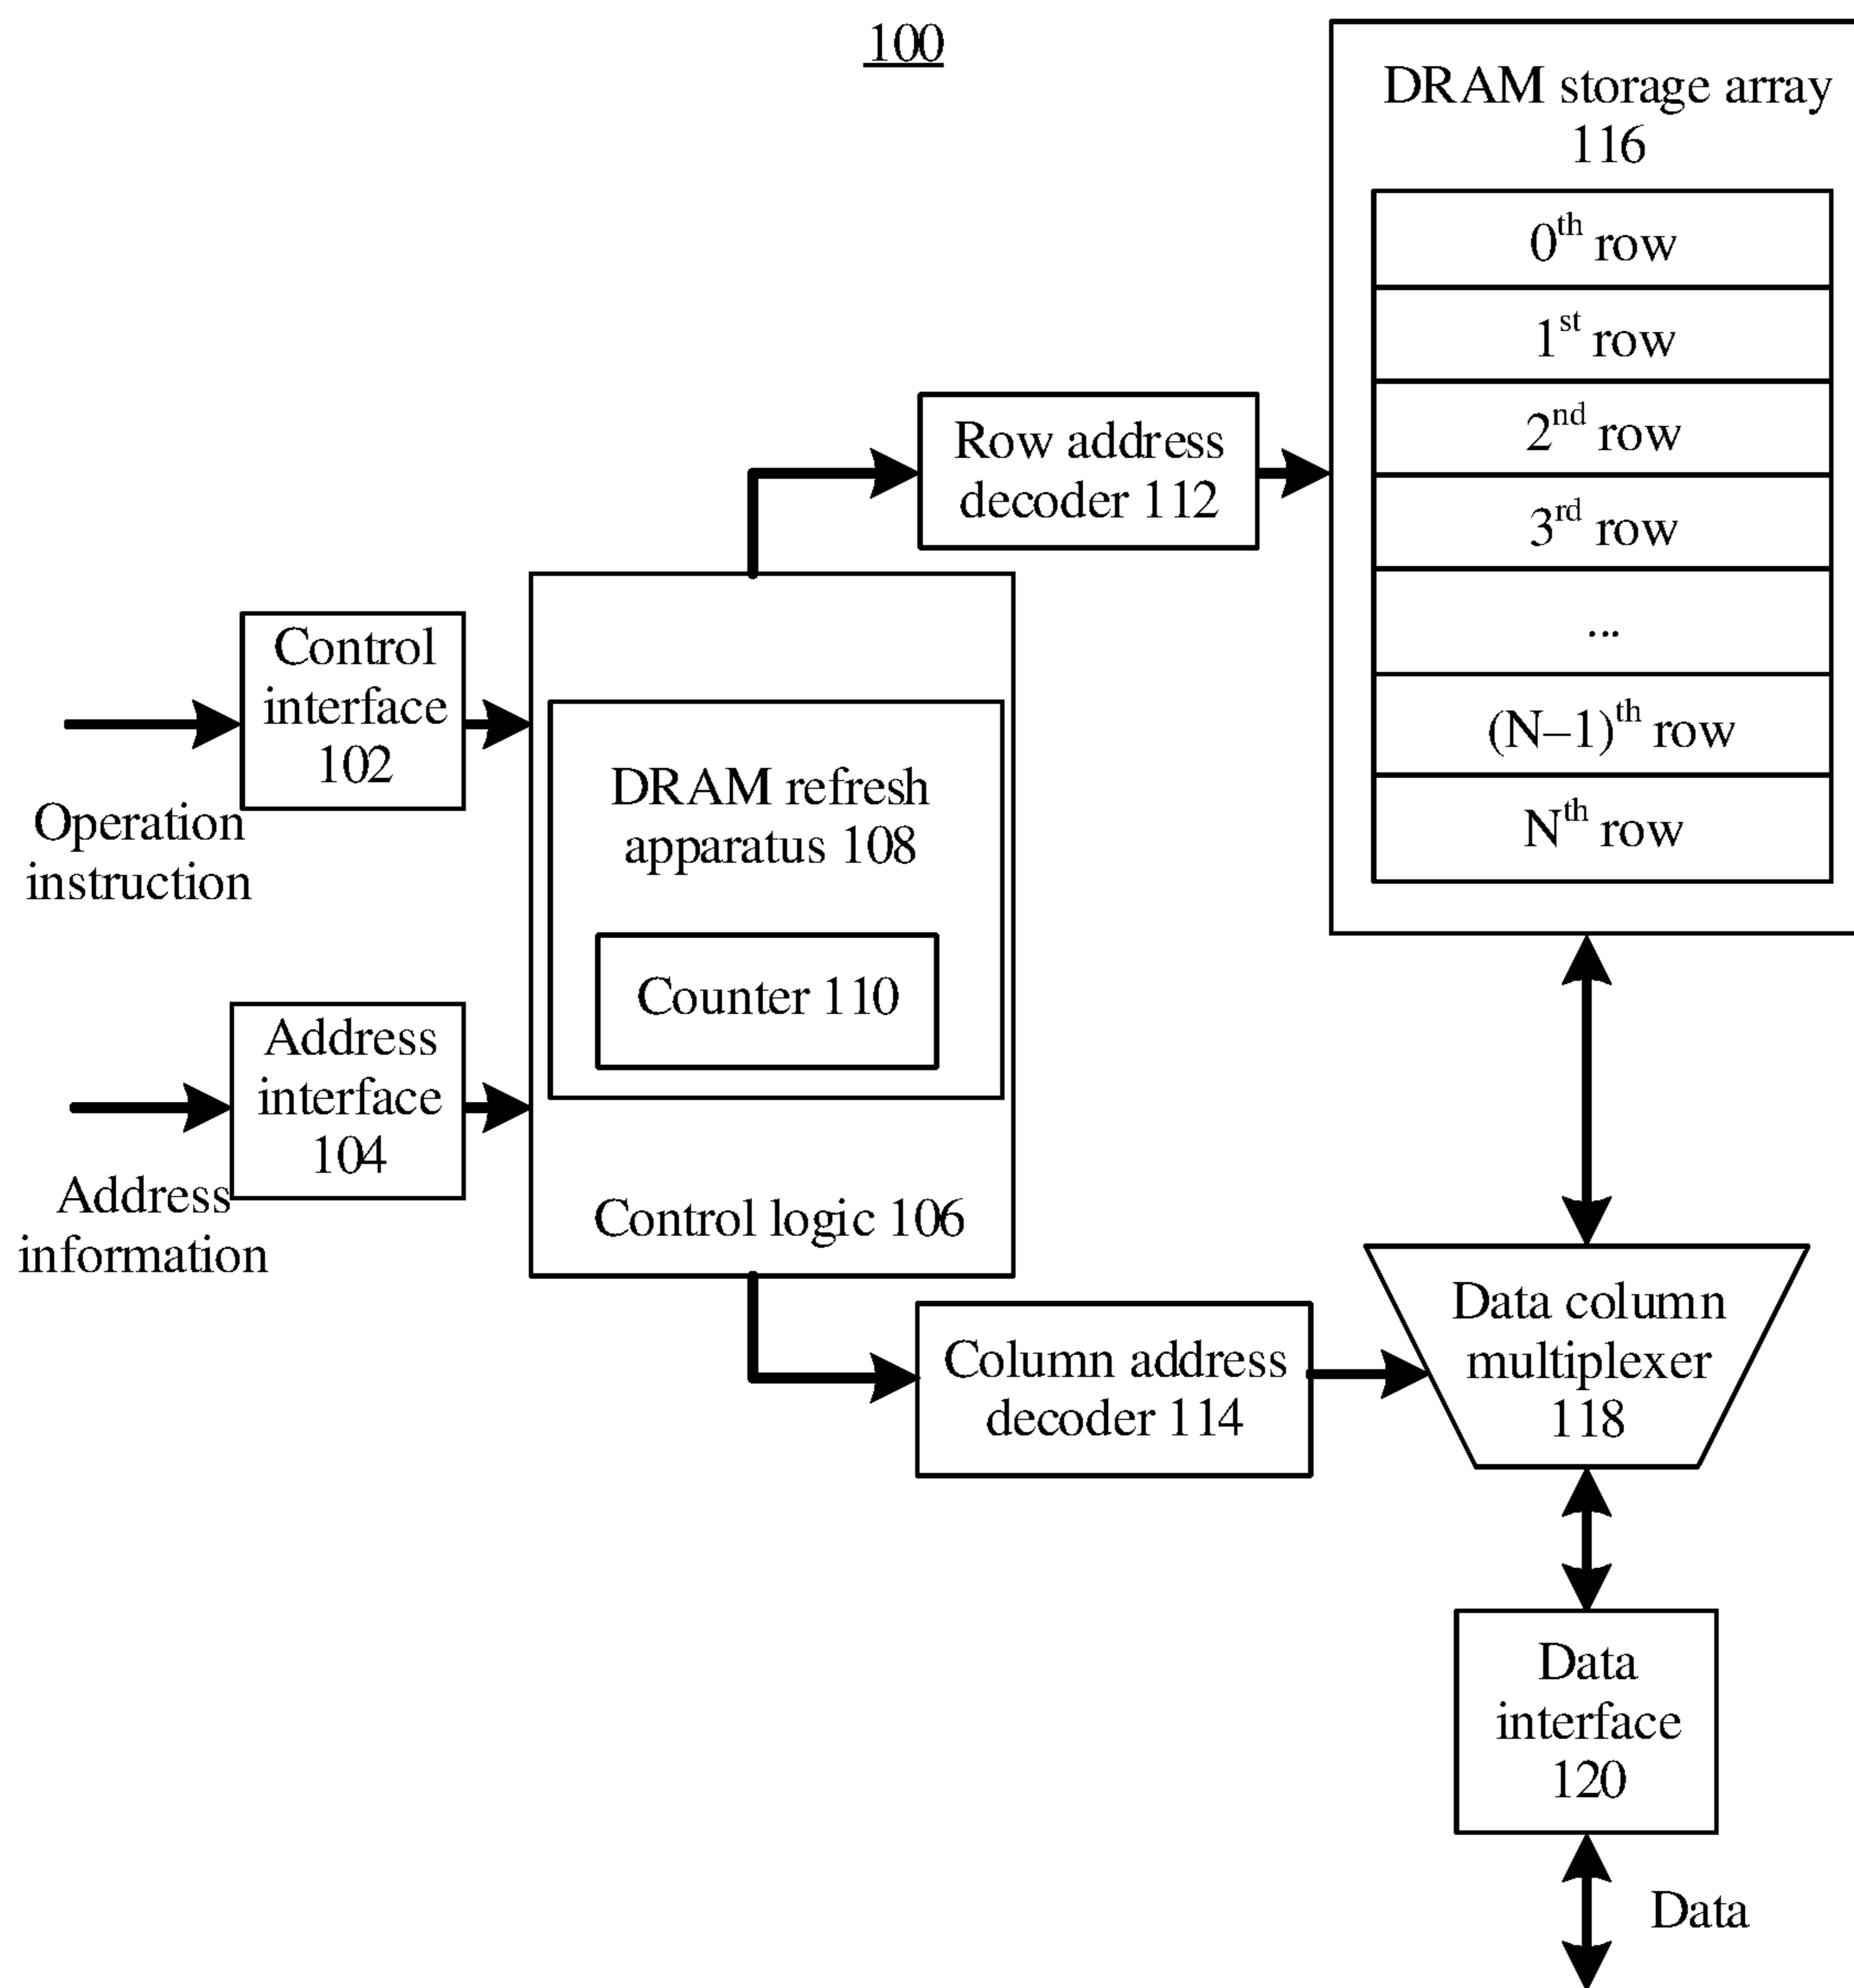 100
DRAM storage array
116
0th row
1st row
2nd row
3rd row
...
(N–1)th row
Nth row
Row address
decoder 112
Control
interface
102
Operation
instruction
DRAM refresh
apparatus 108
Counter 110
Address
interface
104
Address
information
Control logic 106
Column address
decoder 114
Data column
multiplexer
118
Data
interface
120
Data